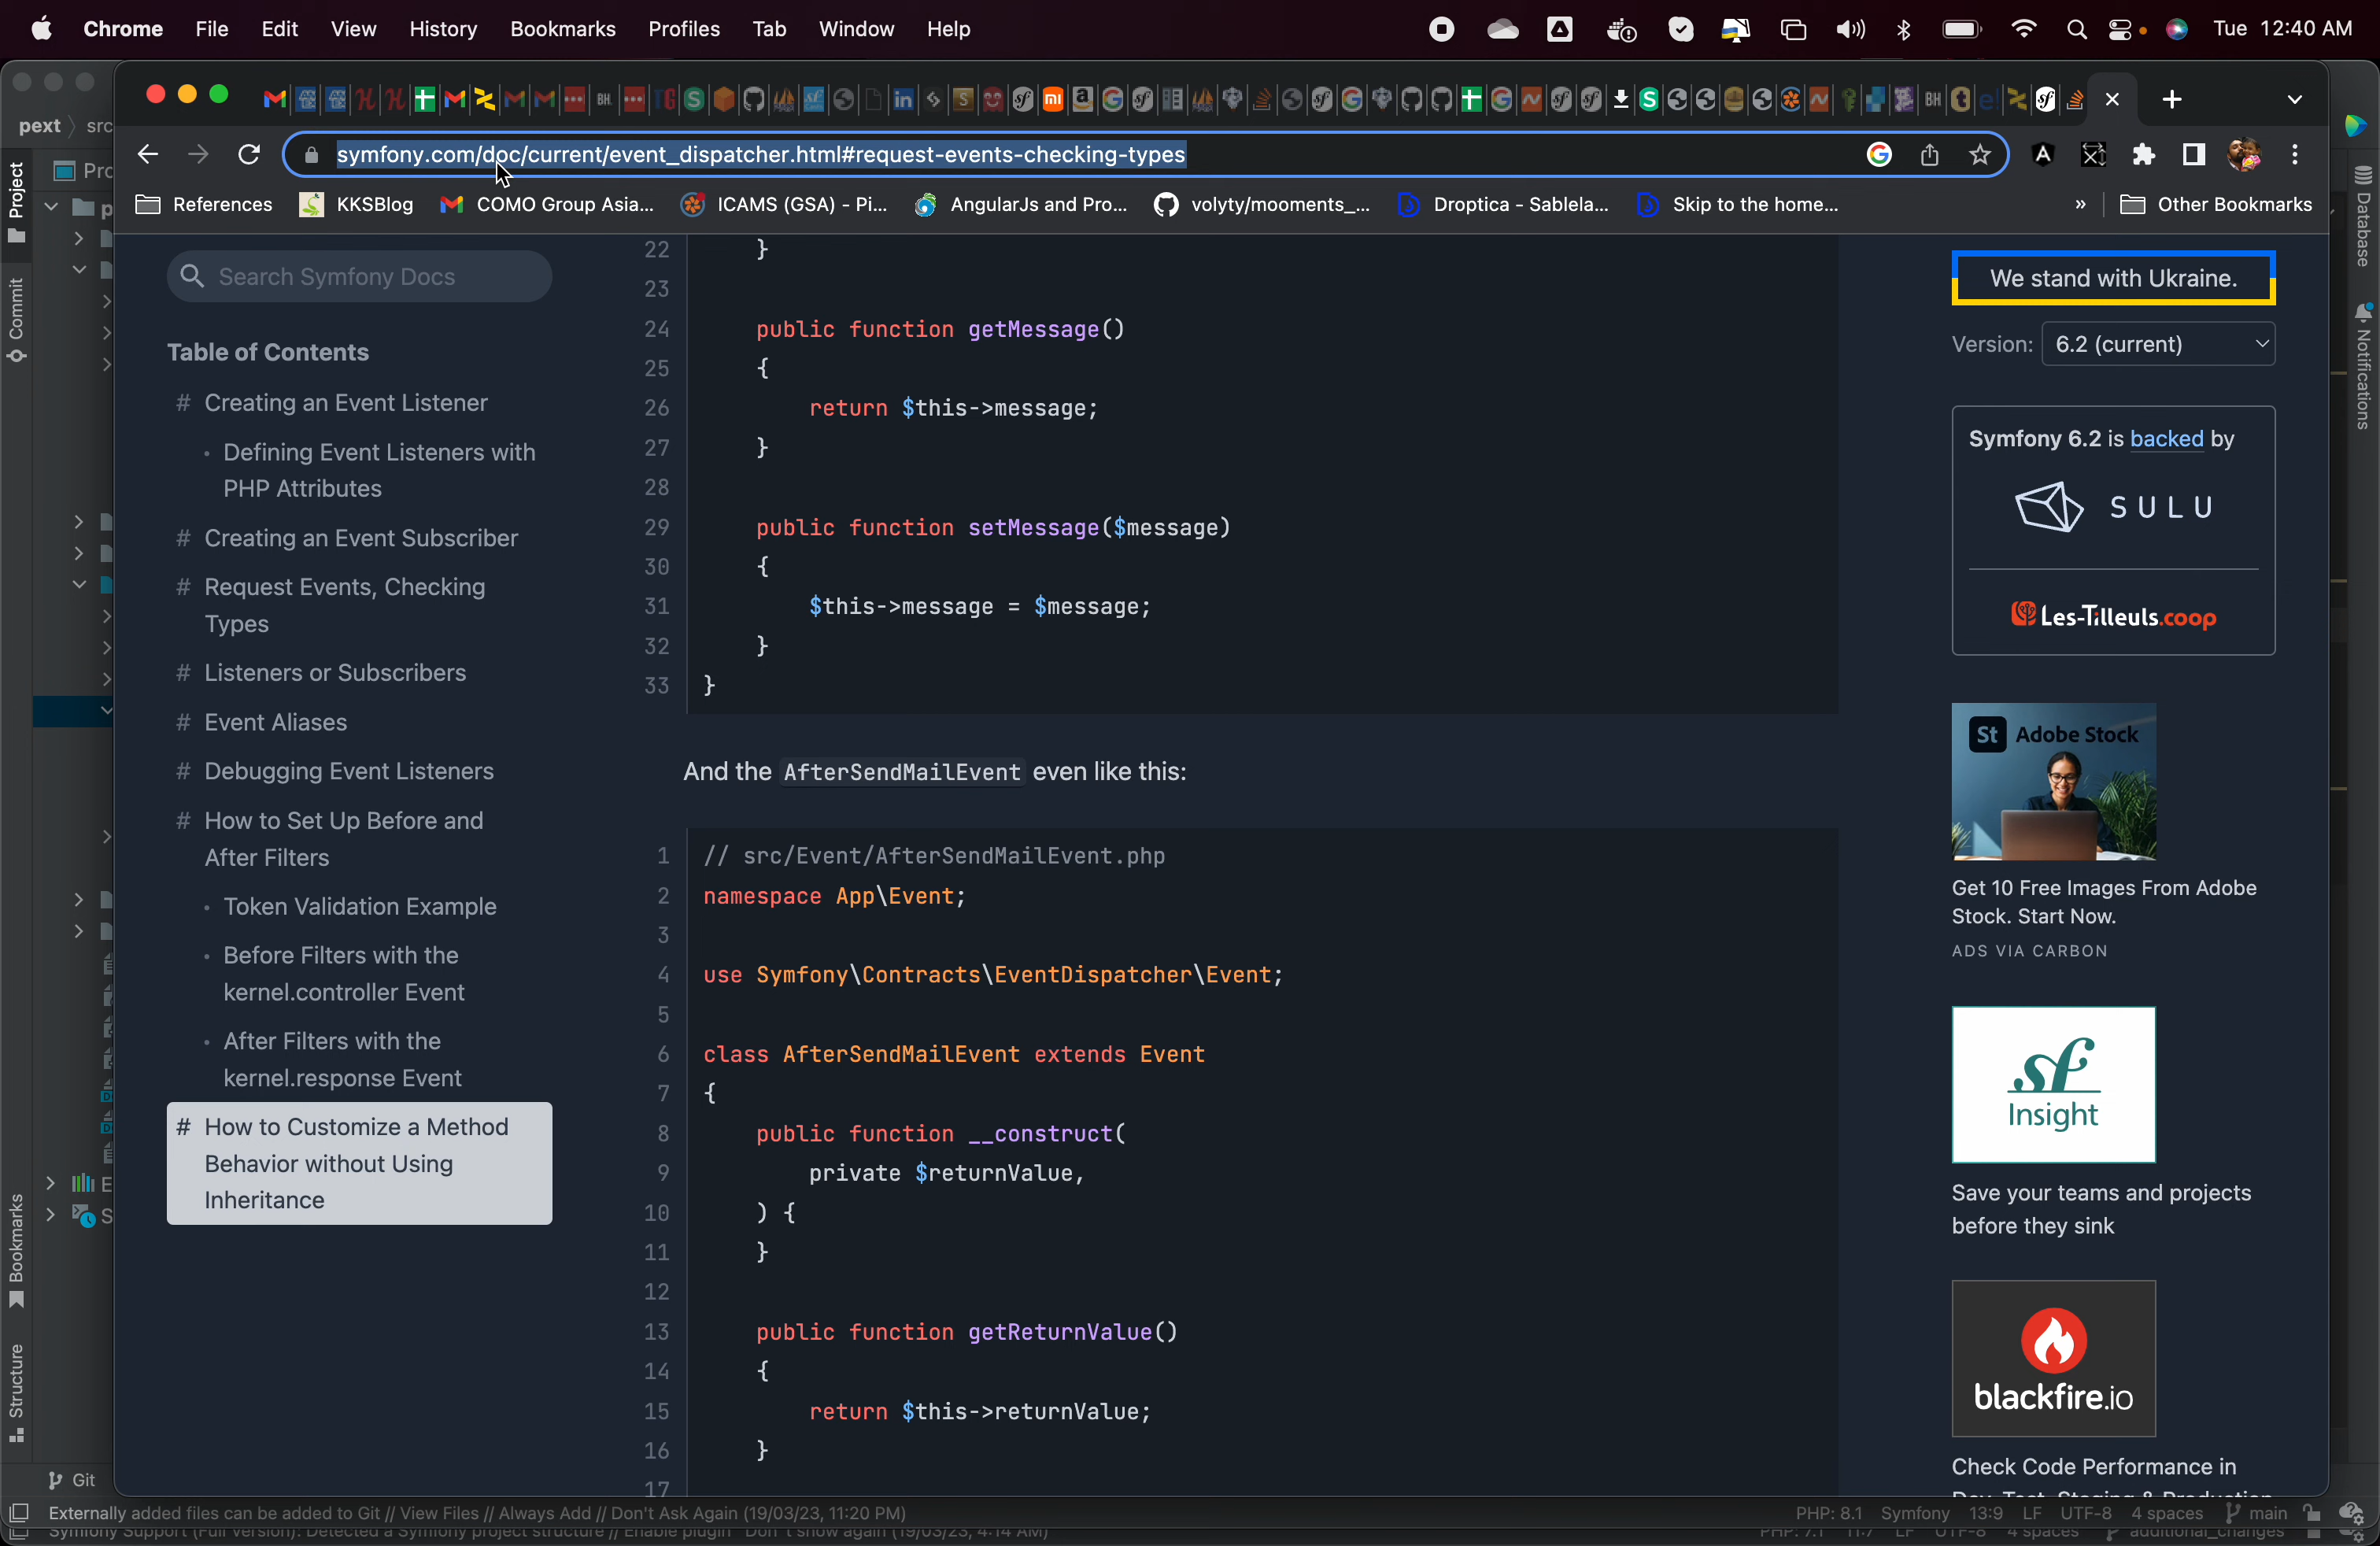 Chrome File Edit View History Bookmarks Profiles Tab Window Help Tue 12:40 AM
pext src
symfony.com/doc/current/event_dispatcher.html#request-events-checking-types
References KKSBlog COMO Group Asia... ICAMS (GSA) - Pi... AngularJs and Pro... volyty/mooments_... Droptica - Sablela... Skip to the home... » Other Bookmarks
Project
Commit
Bookmarks
Structure
Database
Notifications
Search Symfony Docs
Table of Contents
# Creating an Event Listener
• Defining Event Listeners with
PHP Attributes
# Creating an Event Subscriber
# Request Events, Checking
Types
# Listeners or Subscribers
# Event Aliases
# Debugging Event Listeners
# How to Set Up Before and
After Filters
• Token Validation Example
• Before Filters with the
kernel.controller Event
• After Filters with the
kernel.response Event
# How to Customize a Method
Behavior without Using
Inheritance
22 }
23
24 public function getMessage()
25 {
26 return $this->message;
27 }
28
29 public function setMessage($message)
30 {
31 $this->message = $message;
32 }
33 }
And the AfterSendMailEvent even like this:
1 // src/Event/AfterSendMailEvent.php
2 namespace App\Event;
3
4 use Symfony\Contracts\EventDispatcher\Event;
5
6 class AfterSendMailEvent extends Event
7 {
8 public function __construct(
9 private $returnValue,
10 ) {
11 }
12
13 public function getReturnValue()
14 {
15 return $this->returnValue;
16 }
17
We stand with Ukraine.
Version: 6.2 (current)
Symfony 6.2 is backed by
SULU
Les-Tilleuls.coop
St Adobe Stock
Get 10 Free Images From Adobe
Stock. Start Now.
ADS VIA CARBON
sf
Insight
Save your teams and projects
before they sink
blackfire.io
Check Code Performance in
Git
Externally added files can be added to Git // View Files // Always Add // Don't Ask Again (19/03/23, 11:20 PM) PHP: 8.1 Symfony 13:9 LF UTF-8 4 spaces main